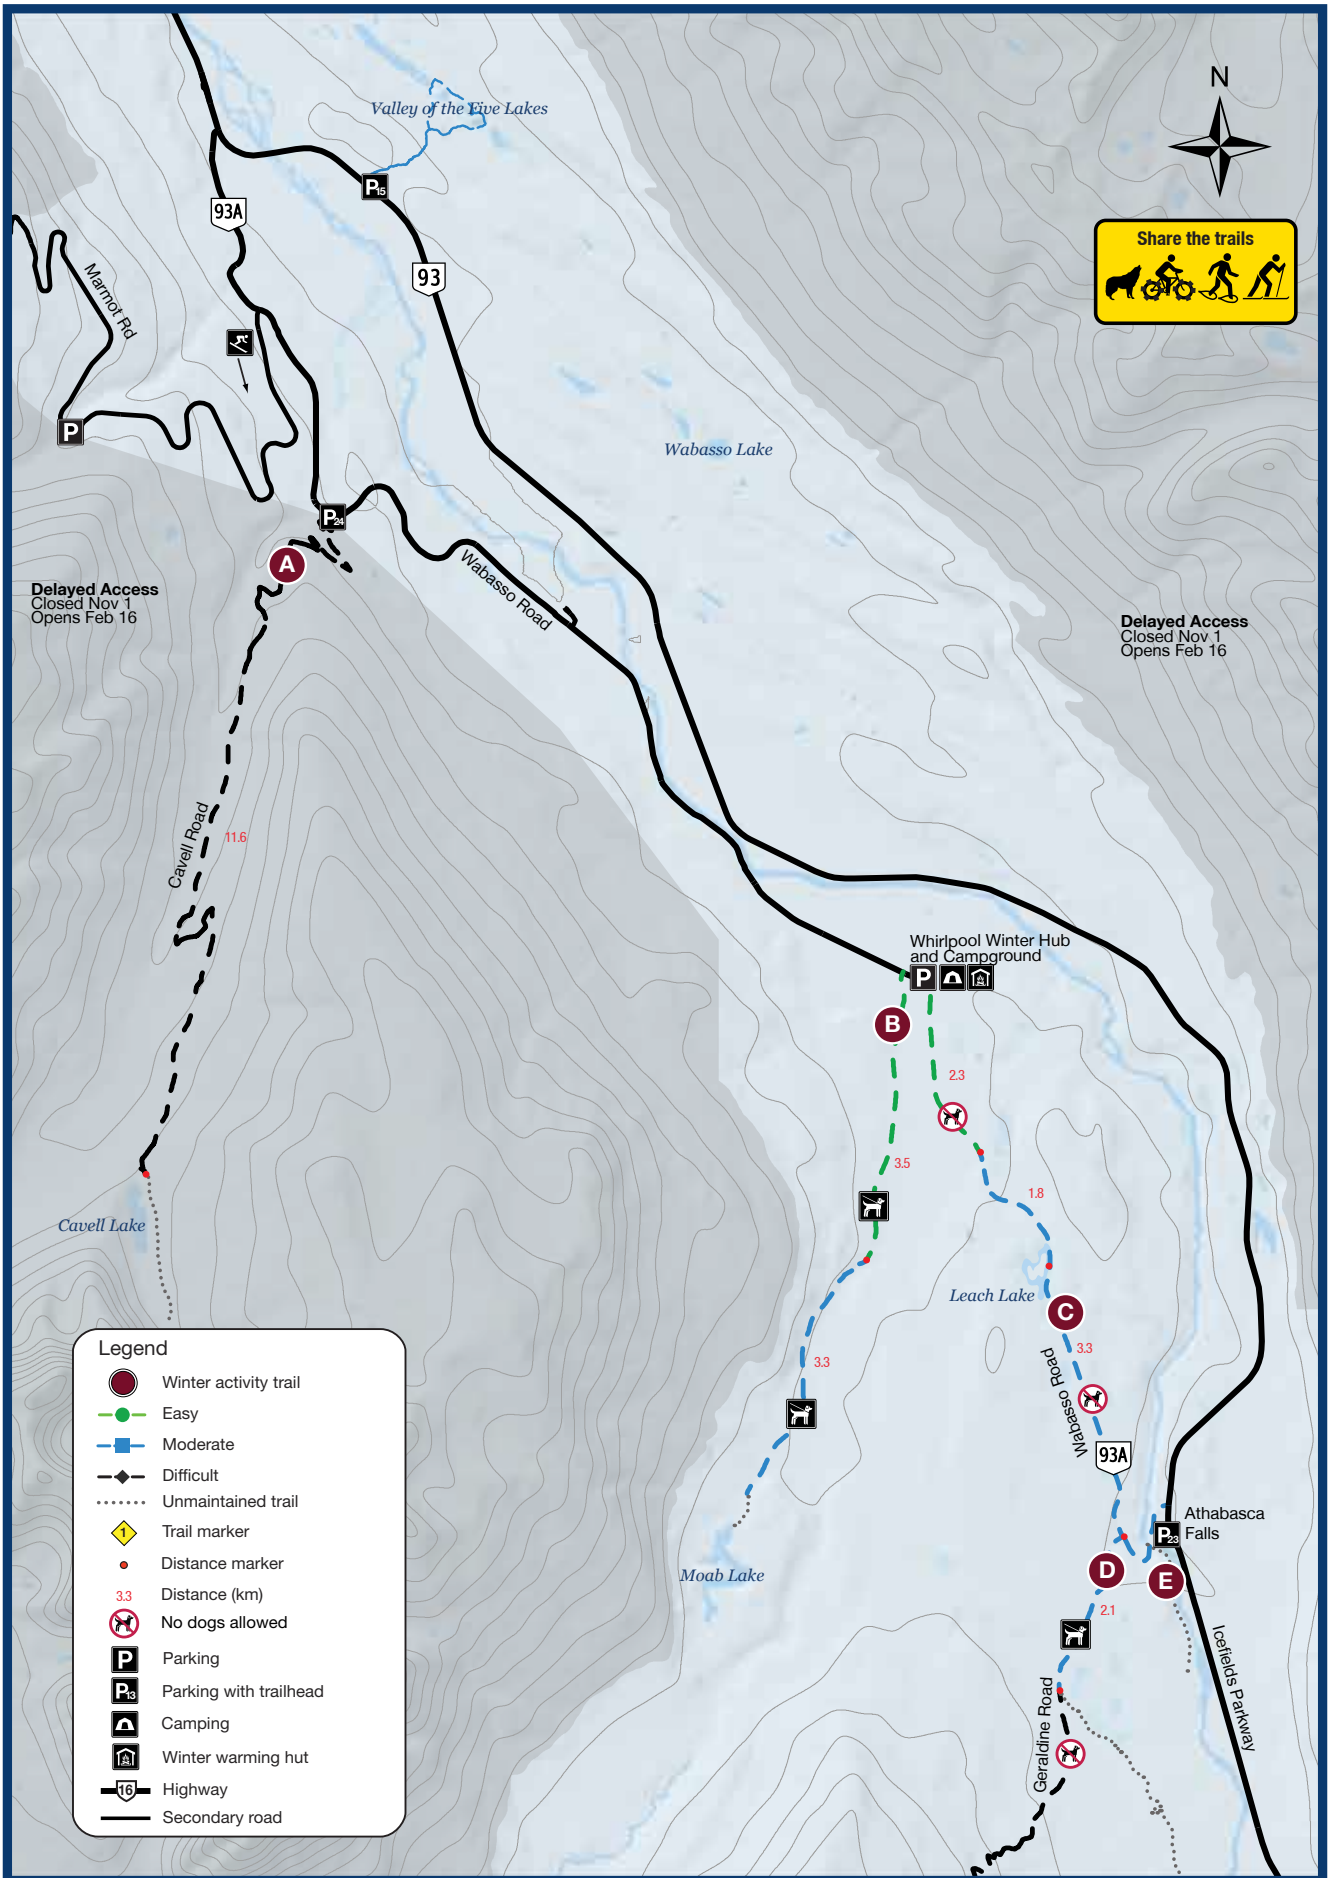 N
Share the trails
Valley of the Five Lakes
P15
93A
93
Marmot Rd
P
Wabasso Lake
P24
A
Wabasso Road
Delayed Access
Closed Nov 1
Opens Feb 16
Delayed Access
Closed Nov 1
Opens Feb 16
Cavell Road
11.6
Whirlpool Winter Hub
and Campground
P
B
2.3
3.5
1.8
Cavell Lake
Leach Lake
C
3.3
Wabasso Road
3.3
93A
Athabasca
Falls
P23
D
E
Moab Lake
2.1
Icefields Parkway
Geraldine Road
Legend
Winter activity trail
Easy
Moderate
Difficult
Unmaintained trail
1
Trail marker
Distance marker
3.3
Distance (km)
No dogs allowed
P
Parking
P13
Parking with trailhead
Camping
Winter warming hut
16
Highway
Secondary road